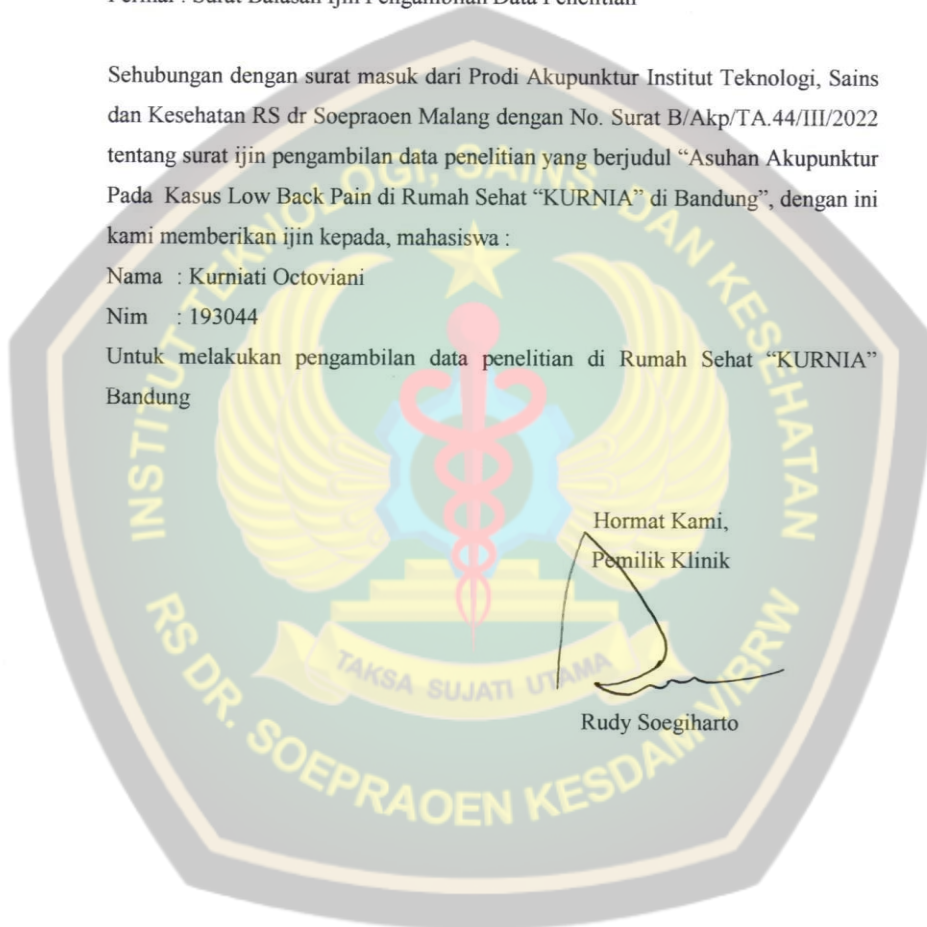 Perihal : Surat Balasan Ijin Pengambilan Data Penelitian
Sehubungan dengan surat masuk dari Prodi Akupunktur Institut Teknologi, Sains
dan Kesehatan RS dr Soepraoen Malang dengan No. Surat B/Akp/TA.44/III/2022
tentang surat ijin pengambilan data penelitian yang berjudul “Asuhan Akupunktur
Pada Kasus Low Back Pain di Rumah Sehat “KURNIA” di Bandung”, dengan ini
kami memberikan ijin kepada, mahasiswa :
Nama : Kurniati Octoviani
Nim : 193044
Untuk melakukan pengambilan data penelitian di Rumah Sehat “KURNIA”
Bandung
Hormat Kami,
Pemilik Klinik
Rudy Soegiharto
INSTITUT TEKNOLOGI, SAINS, DAN KESEHATAN
TAKSA SUJATI UTAMA
RS DR. SOEPRAOEN KESDAM V/BRW